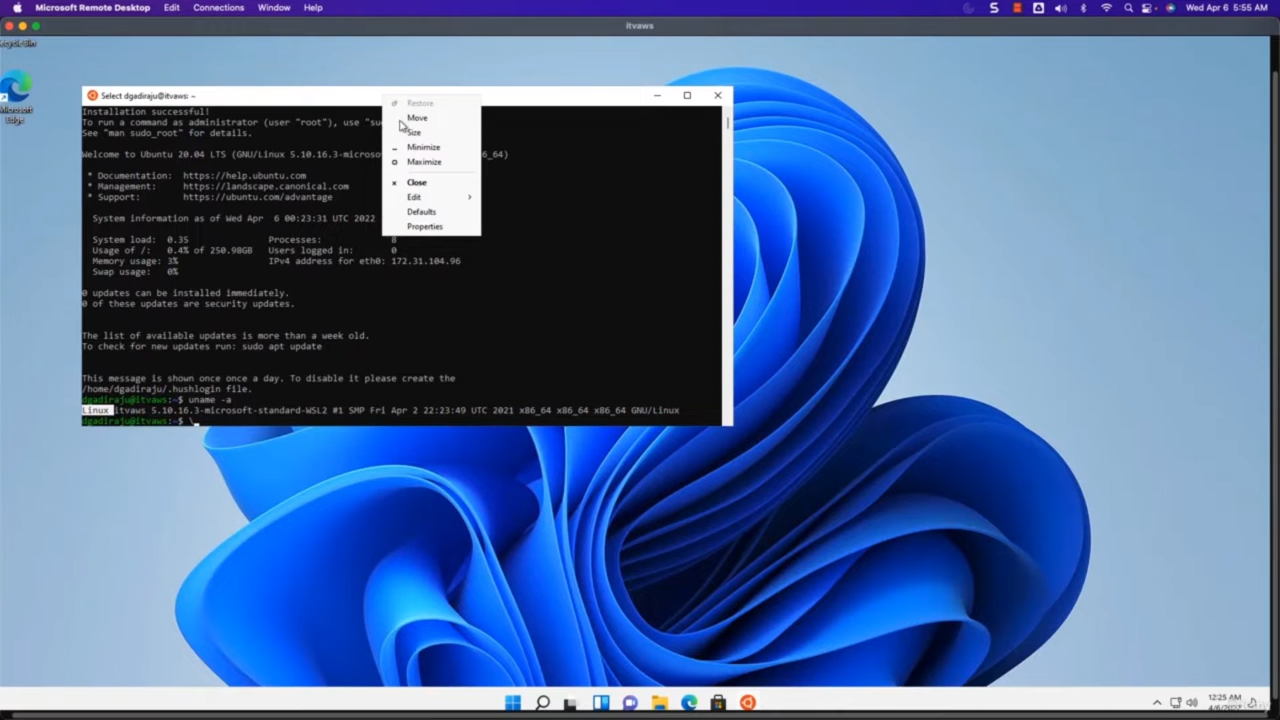 Microsoft Remote Desktop Edit Connections Window Help Wed Apr 6 5:55 AM
itvaws
Microsoft
Edge
Select dgadiraju@itvaws: ~
Installation successful!
To run a command as administrator (user "root"), use
See "man sudo_root" for details.
Welcome to Ubuntu 20.04 LTS (GNU/Linux 5.10.16.3-
* Documentation: https://help.ubuntu.com
* Management: https://landscape.canonical.com
* Support: https://ubuntu.com/advantage
System information as of Wed Apr 6 00:23:31 UTC 2022
System load: 0.35 Processes: 8
Usage of /: 0.4% of 250.98GB Users logged in: 0
Memory usage: 3% IPv4 address for eth0: 172.31.104.96
Swap usage: 0%
0 updates can be installed immediately.
0 of these updates are security updates.
The list of available updates is more than a week old.
To check for new updates run: sudo apt update
This message is shown once once a day. To disable it please create the
/home/dgadiraju/.hushlogin file.
dgadiraju@itvaws:~$ uname -a
Linux itvaws 5.10.16.3-microsoft-standard-WSL2 #1 SMP Fri Apr 2 22:23:49 UTC 2021 x86_64 x86_64 x86_64 GNU/Linux
dgadiraju@itvaws:~$ \
Restore
Move
Size
Minimize
Maximize
Close
Edit
Defaults
Properties
12:25 AM